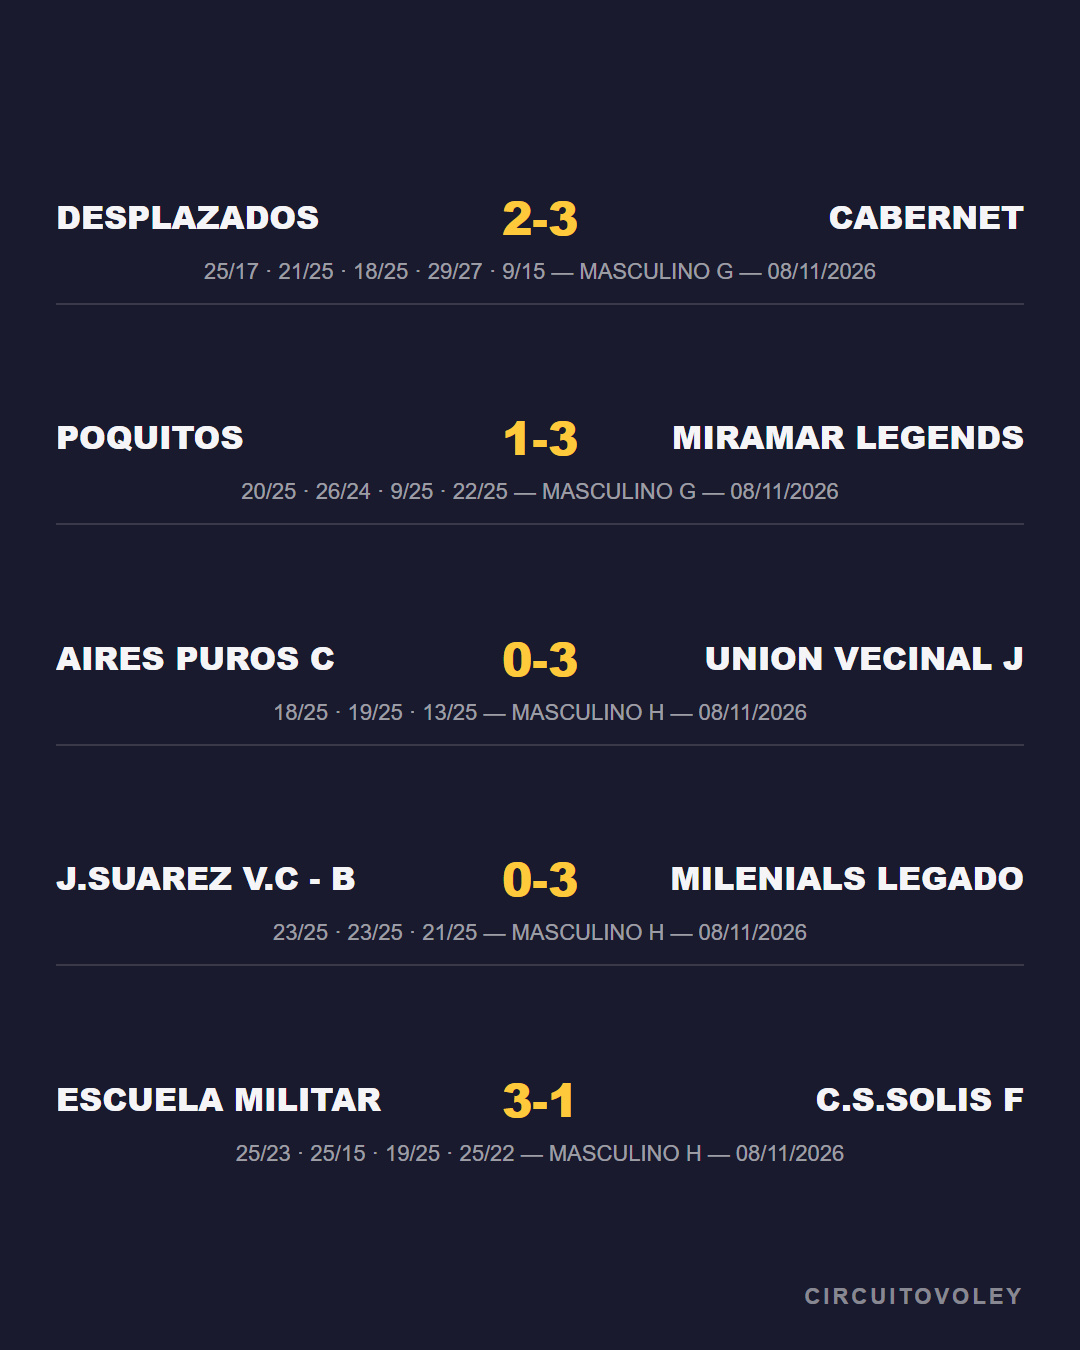 DESPLAZADOS 2-3 CABERNET
25/17 · 21/25 · 18/25 · 29/27 · 9/15 — MASCULINO G — 08/11/2026
POQUITOS 1-3 MIRAMAR LEGENDS
20/25 · 26/24 · 9/25 · 22/25 — MASCULINO G — 08/11/2026
AIRES PUROS C 0-3 UNION VECINAL J
18/25 · 19/25 · 13/25 — MASCULINO H — 08/11/2026
J.SUAREZ V.C - B 0-3 MILENIALS LEGADO
23/25 · 23/25 · 21/25 — MASCULINO H — 08/11/2026
ESCUELA MILITAR 3-1 C.S.SOLIS F
25/23 · 25/15 · 19/25 · 25/22 — MASCULINO H — 08/11/2026
CIRCUITOVOLEY